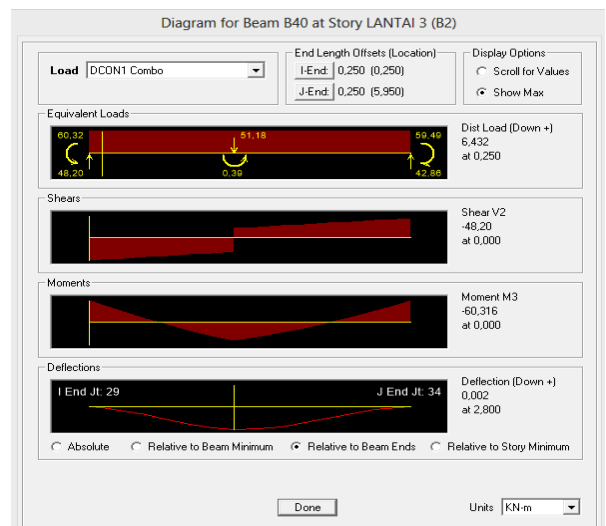 Diagram for Beam B40 at Story LANTAI 3 (B2)
Load DCON1 Combo
End Length Offsets (Location)
I-End: 0,250 (0,250)
J-End: 0,250 (5,950)
Display Options
Scroll for Values
Show Max
Equivalent Loads
60,32 51,18 59,49
48,20 0,39 42,86
Dist Load (Down +)
6,432
at 0,250
Shears
Shear V2
-48,20
at 0,000
Moments
Moment M3
-60,316
at 0,000
Deflections
I End Jt: 29 J End Jt: 34
Deflection (Down +)
0,002
at 2,800
Absolute Relative to Beam Minimum Relative to Beam Ends Relative to Story Minimum
Done Units KN-m